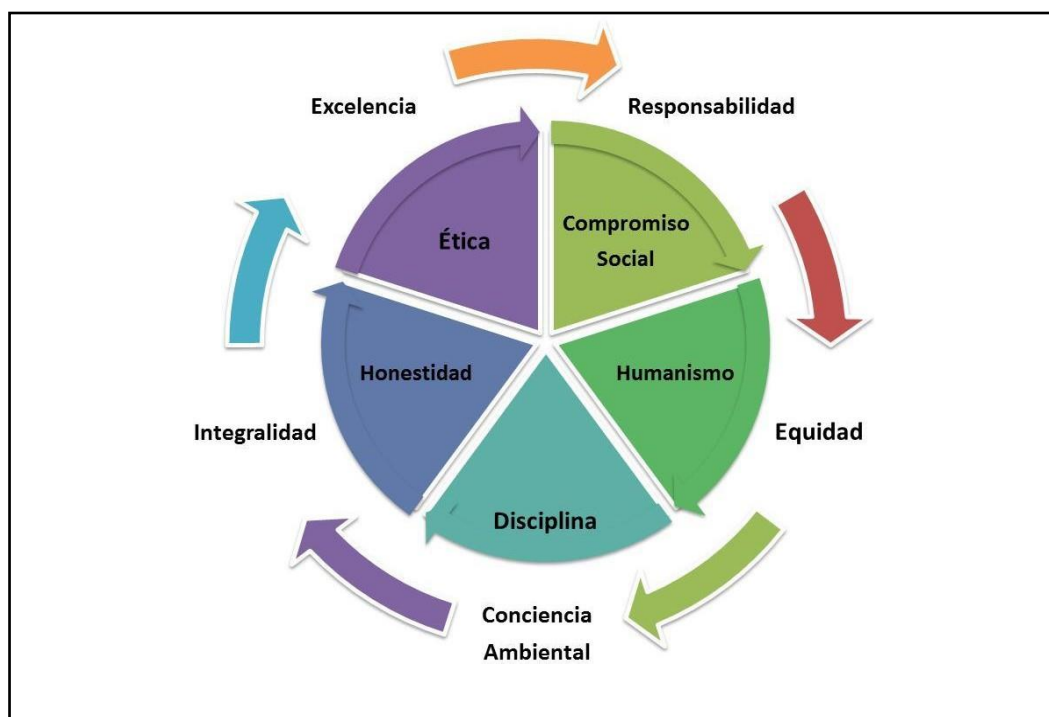 Excelencia
Responsabilidad
Ética
Compromiso
Social
Honestidad
Humanismo
Integralidad
Equidad
Disciplina
Conciencia
Ambiental